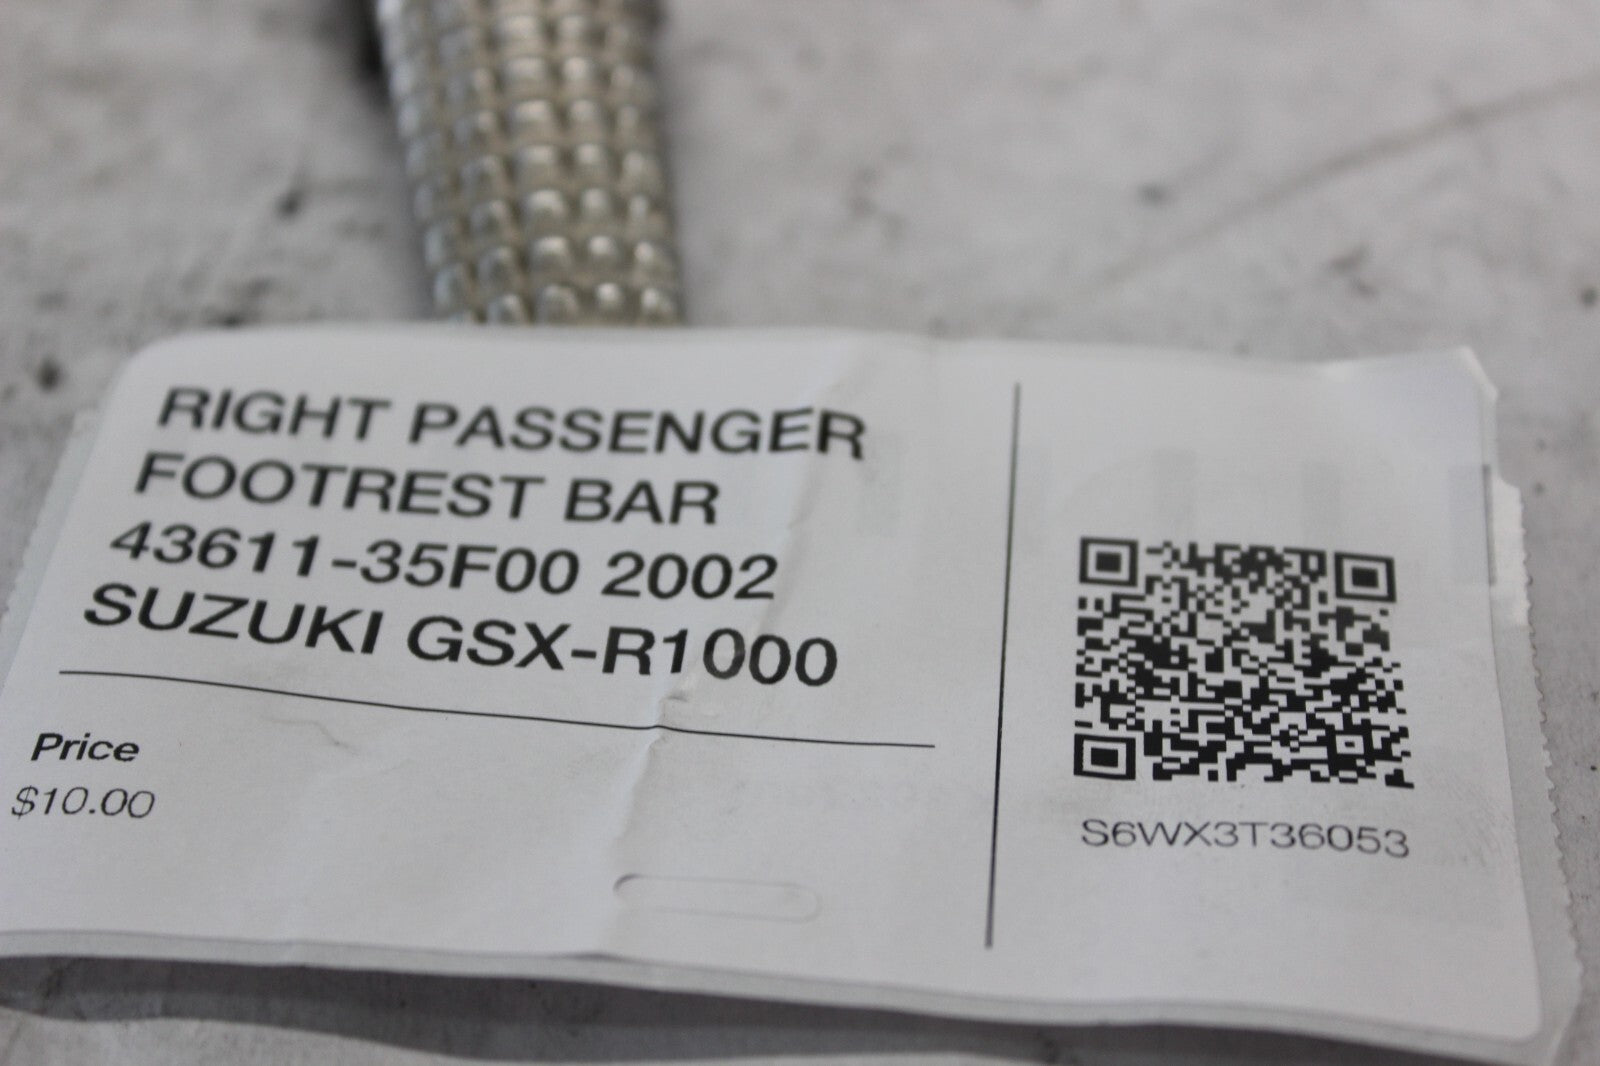 RIGHT PASSENGER
FOOTREST BAR
43611-35F00 2002
SUZUKI GSX-R1000
Price
$10.00
S6WX3T36053